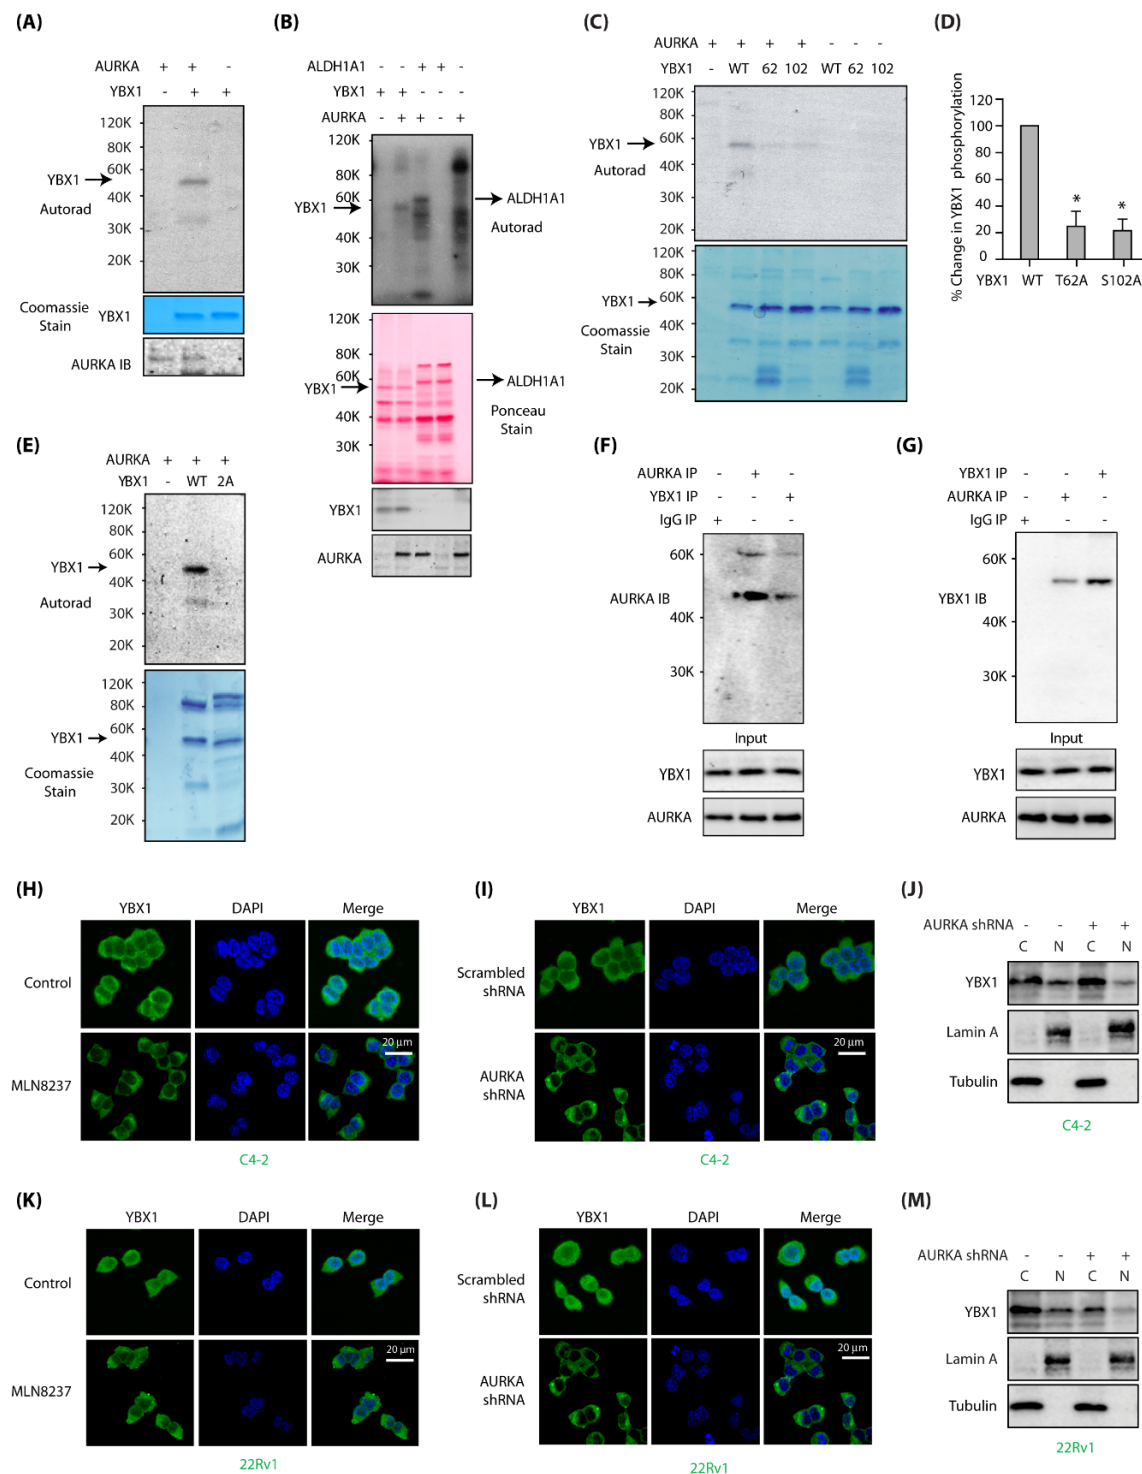 (A)
AURKA + + -
YBX1 - + +
120K
80K
60K
YBX1
40K
Autorad
30K
20K
Coomassie
Stain
YBX1
AURKA IB
(B)
ALDH1A1 - - + + -
YBX1 + + - - -
AURKA - + + - +
120K
80K
60K
YBX1
ALDH1A1
Autorad
40K
30K
120K
80K
60K
YBX1
ALDH1A1
40K
Ponceau
Stain
30K
YBX1
AURKA
(C)
AURKA + + + + - - -
YBX1 - WT 62 102 WT 62 102
120K
80K
60K
YBX1
Autorad
40K
30K
20K
120K
80K
60K
YBX1
40K
Coomassie
Stain
30K
20K
(D)
% Change in YBX1 phosphorylation
120
100
80
60
40
20
0
* *
YBX1 WT T62A S102A
(E)
AURKA + + +
YBX1 - WT 2A
120K
80K
60K
YBX1
40K
Autorad
30K
20K
120K
80K
60K
YBX1
40K
Coomassie
Stain
30K
20K
(F)
AURKA IP - + -
YBX1 IP - - +
IgG IP + - -
60K
AURKA IB
40K
30K
Input
YBX1
AURKA
(G)
YBX1 IP - - +
AURKA IP - + -
IgG IP + - -
60K
YBX1 IB
40K
30K
Input
YBX1
AURKA
(H)
YBX1 DAPI Merge
Control
MLN8237
20 μm
C4-2
(I)
YBX1 DAPI Merge
Scrambled
shRNA
AURKA
shRNA
20 μm
C4-2
(J)
AURKA shRNA - - + +
C N C N
YBX1
Lamin A
Tubulin
C4-2
(K)
YBX1 DAPI Merge
Control
MLN8237
20 μm
22Rv1
(L)
YBX1 DAPI Merge
Scrambled
shRNA
AURKA
shRNA
20 μm
22Rv1
(M)
AURKA shRNA - - + +
C N C N
YBX1
Lamin A
Tubulin
22Rv1